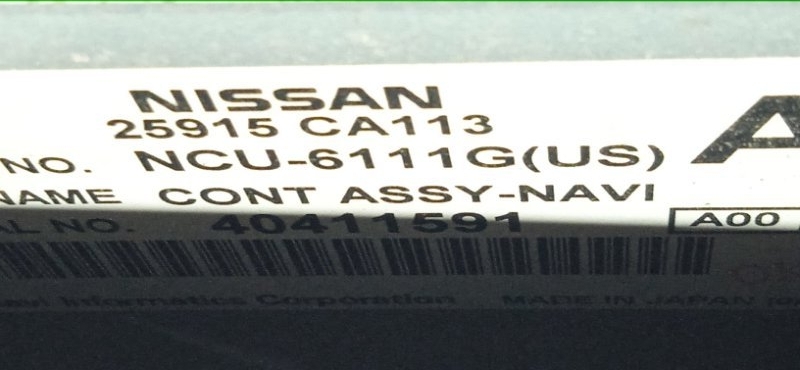 NISSAN
25915 CA113
A
NO. NCU-6111G(US)
NAME CONT ASSY-NAVI
AL NO. 40411591
A00
Informatics Corporation MADE IN JAPAN